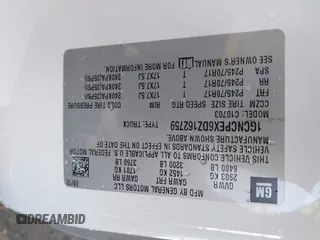 MFD BY GENERAL MOTORS LLC
08/12
GVWR GAWR FRT GAWR RR
2903 KG 1452 KG 1701 KG
6400 LB 3200 LB 3750 LB
GM
THIS VEHICLE CONFORMS TO ALL APPLICABLE U.S. FEDERAL MOTOR
VEHICLE SAFETY STANDARDS IN EFFECT ON THE DATE OF
MANUFACTURE SHOWN ABOVE.
TYPE: TRUCK
MODEL: C10703
TIRE SIZE SPEED RTG RIM COLD TIRE PRESSURE
FRT P245/70R17 T 17X7.5J 240KPA(35PSI)
RR P245/70R17 T 17X7.5J 240KPA(35PSI)
SPA P245/70R17 T 17X7.5J 240KPA(35PSI)
SEE OWNER'S MANUAL FOR MORE INFORMATION.